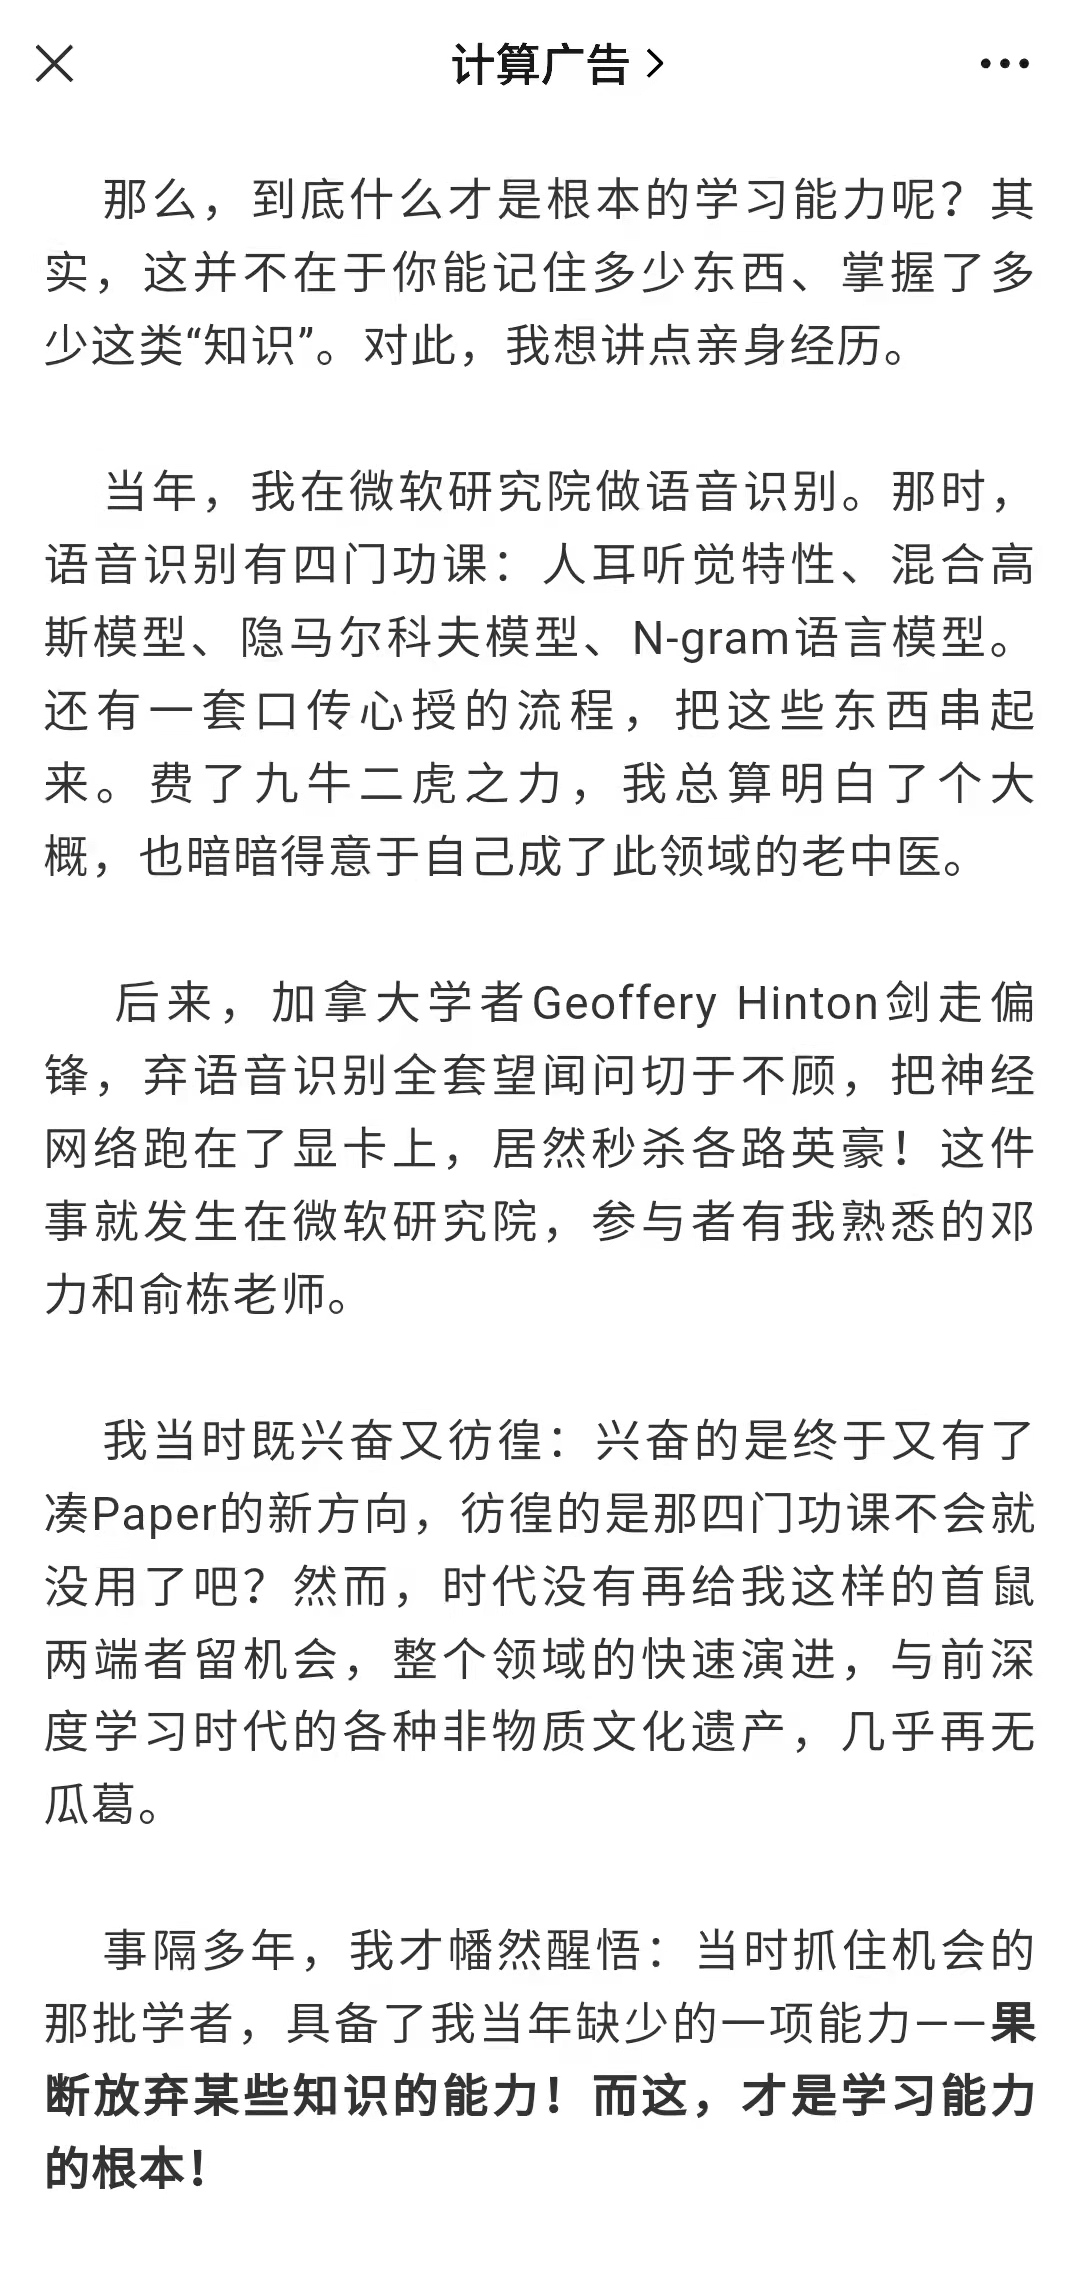 计算广告
那么，到底什么才是根本的学习能力呢？其
实，这并不在于你能记住多少东西、掌握了多
少这类“知识”。对此，我想讲点亲身经历。
当年，我在微软研究院做语音识别。那时，
语音识别有四门功课：人耳听觉特性、混合高
斯模型、隐马尔科夫模型、N-gram语言模型。
还有一套口传心授的流程，把这些东西串起
来。费了九牛二虎之力，我总算明白了个大
概，也暗暗得意于自己成了此领域的老中医。
后来，加拿大学者Geoffery Hinton剑走偏
锋，弃语音识别全套望闻问切于不顾，把神经
网络跑在了显卡上，居然秒杀各路英豪！这件
事就发生在微软研究院，参与者有我熟悉的邓
力和俞栋老师。
我当时既兴奋又彷徨：兴奋的是终于又有了
凑Paper的新方向，彷徨的是那四门功课不会就
没用了吧？然而，时代没有再给我这样的首鼠
两端者留机会，整个领域的快速演进，与前深
度学习时代的各种非物质文化遗产，几乎再无
瓜葛。
事隔多年，我才幡然醒悟：当时抓住机会的
那批学者，具备了我当年缺少的一项能力——果
断放弃某些知识的能力！而这，才是学习能力
的根本！